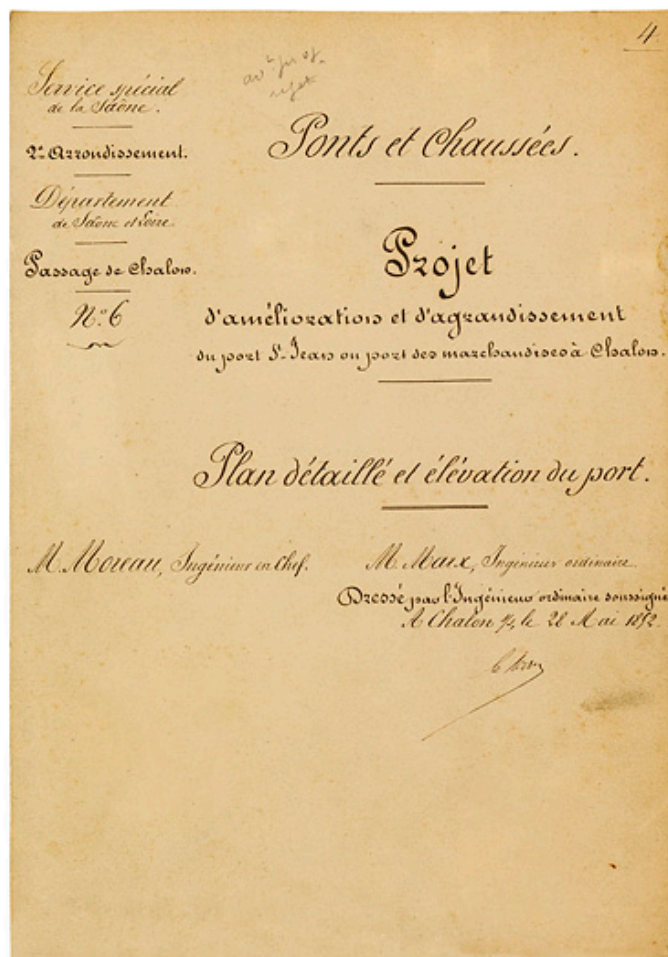 4
Service spécial
de la Saône.
2e Arrondissement.
Département
de Saône et Loire.
Passage de Chalon.
N.o 6
Ponts et Chaussées.
Projet
d'amélioration et d'agrandissement
du port St-Jean ou port des marchandises à Chalon.
Plan détaillé et élévation du port.
M. Moreau, Ingénieur en Chef.
M. Marx, Ingénieur ordinaire
Dressé par l'Ingénieur ordinaire soussigné
A Chalon s/s, le 28 Mai 1852